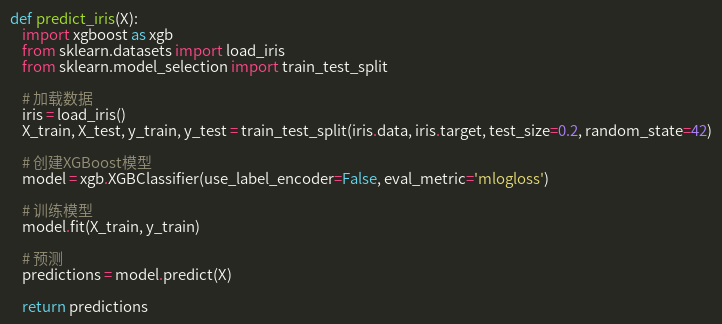 def predict_iris(X):
    import xgboost as xgb
    from sklearn.datasets import load_iris
    from sklearn.model_selection import train_test_split
    # 加载数据
    iris = load_iris()
    X_train, X_test, y_train, y_test = train_test_split(iris.data, iris.target, test_size=0.2, random_state=42)
    # 创建XGBoost模型
    model = xgb.XGBClassifier(use_label_encoder=False, eval_metric='mlogloss')
    # 训练模型
    model.fit(X_train, y_train)
    # 预测
    predictions = model.predict(X)
    return predictions